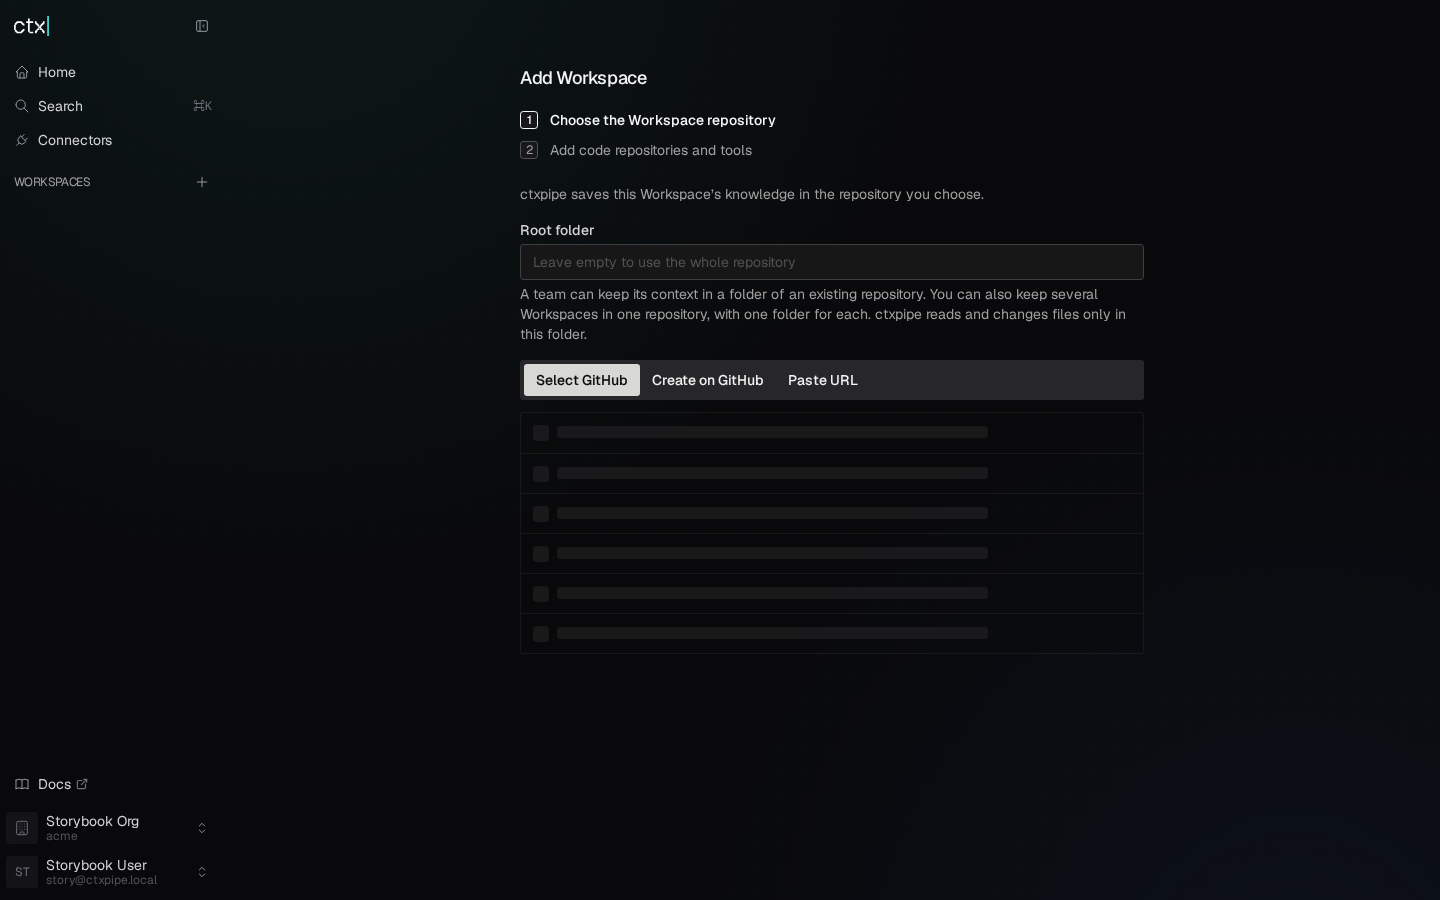 ctx
Home
Search
⌘K
Connectors
WORKSPACES
Add Workspace
1 Choose the Workspace repository
2 Add code repositories and tools
ctxpipe saves this Workspace's knowledge in the repository you choose.
Root folder
Leave empty to use the whole repository
A team can keep its context in a folder of an existing repository. You can also keep several
Workspaces in one repository, with one folder for each. ctxpipe reads and changes files only in
this folder.
Select GitHub
Create on GitHub
Paste URL
Docs
Storybook Org
acme
ST
Storybook User
story@ctxpipe.local